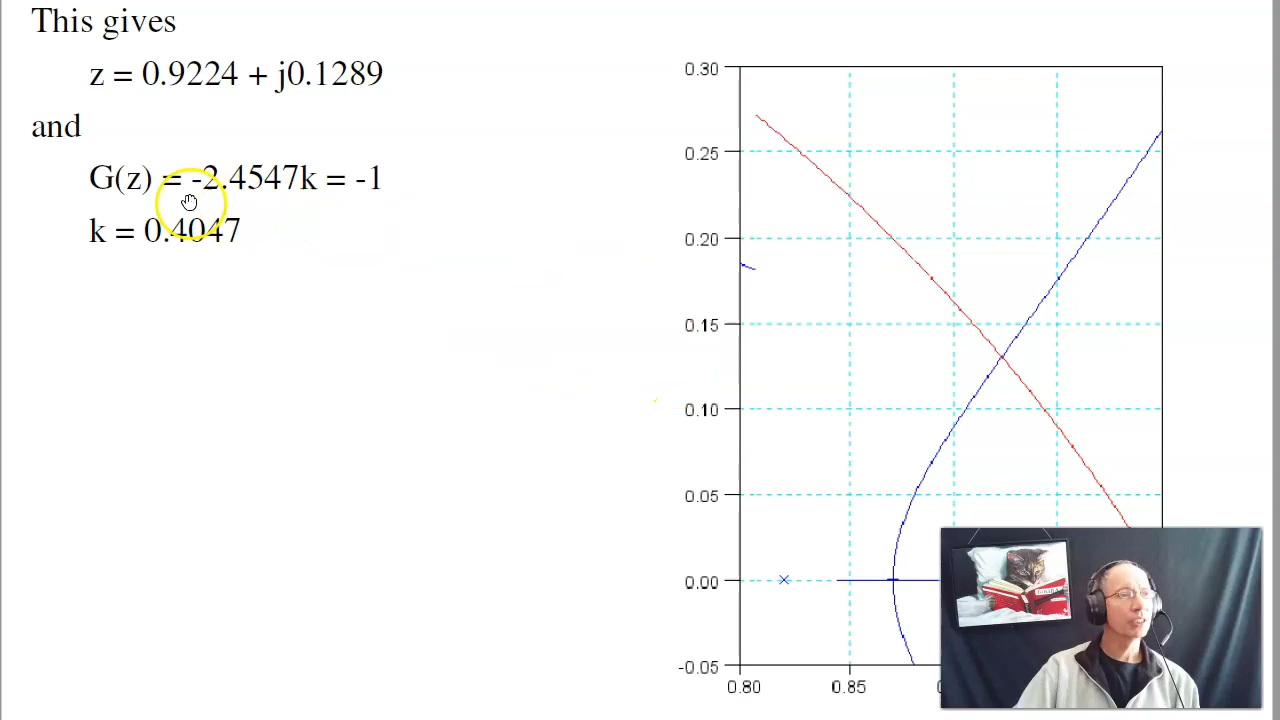 This gives
z = 0.9224 + j0.1289
and
G(z) = -2.4547k = -1
k = 0.4047
0.30
0.25
0.20
0.15
0.10
0.05
0.00
-0.05
0.80 0.85